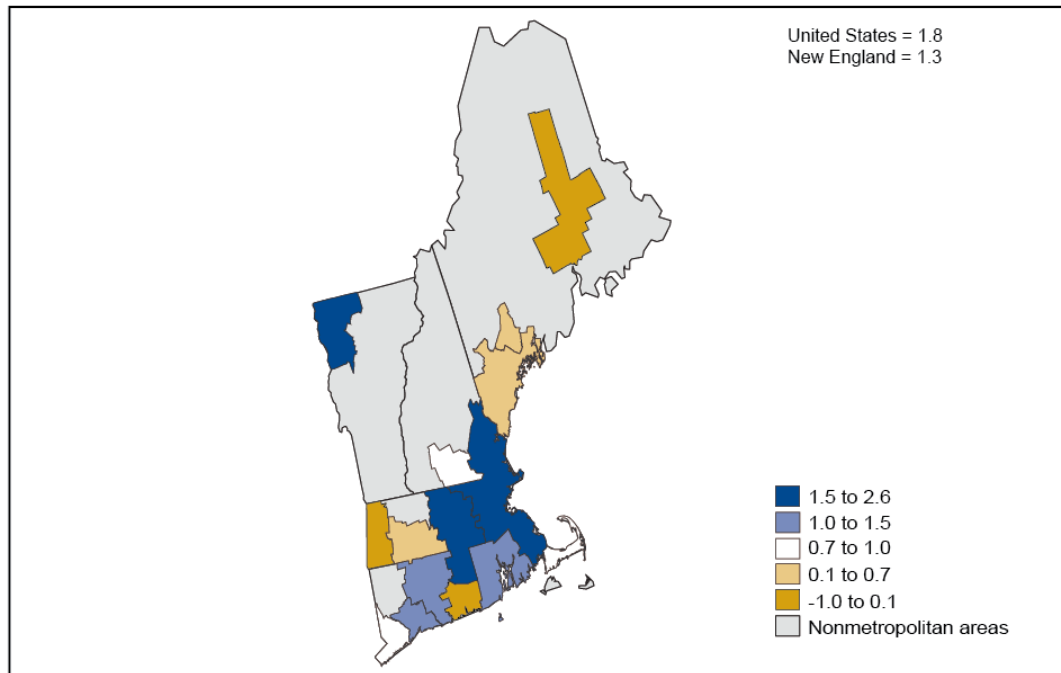 United States = 1.8
New England = 1.3
1.5 to 2.6
1.0 to 1.5
0.7 to 1.0
0.1 to 0.7
-1.0 to 0.1
Nonmetropolitan areas